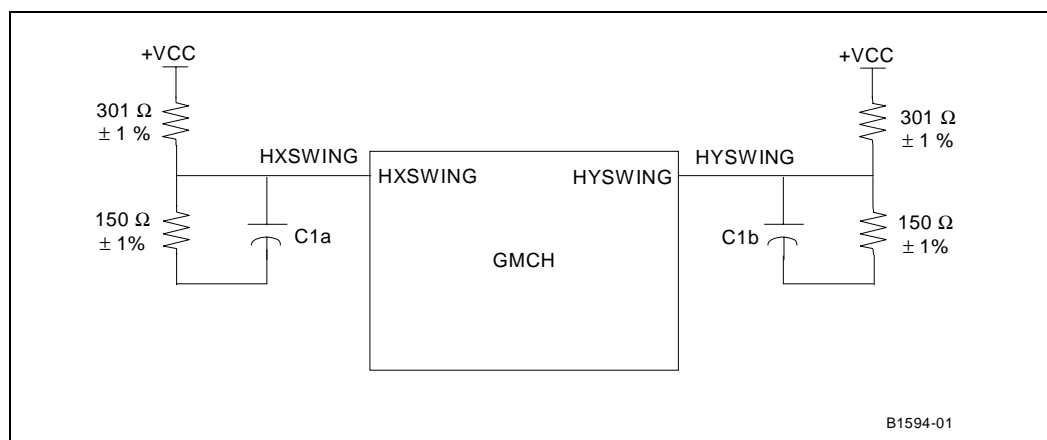 +VCC
+VCC
301 Ω
± 1 %
301 Ω
± 1 %
HXSWING
HYSWING
HXSWING
HYSWING
150 Ω
± 1%
C1a
GMCH
C1b
150 Ω
± 1%
B1594-01